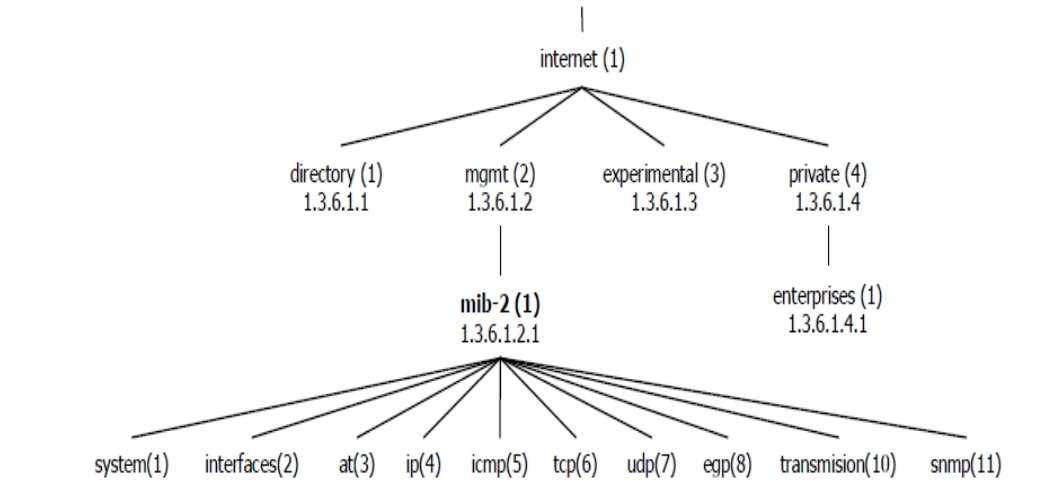 internet (1)
directory (1) mgmt (2) experimental (3) private (4)
1.3.6.1.1 1.3.6.1.2 1.3.6.1.3 1.3.6.1.4
mib-2 (1) enterprises (1)
1.3.6.1.2.1 1.3.6.1.4.1
system(1) interfaces(2) at(3) ip(4) icmp(5) tcp(6) udp(7) egp(8) transmision(10) snmp(11)